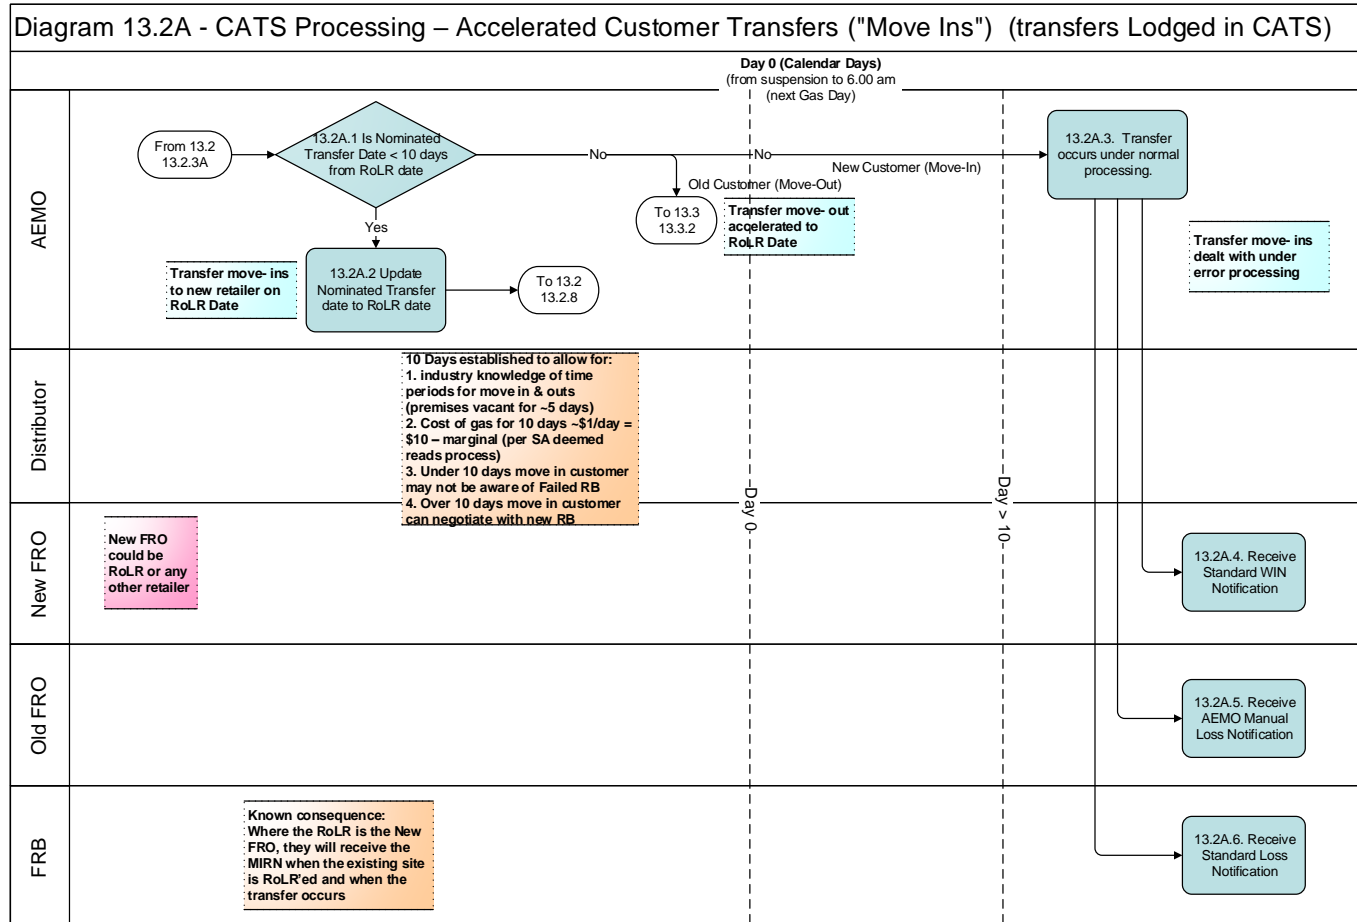 Diagram 13.2A - CATS Processing – Accelerated Customer Transfers ("Move Ins")  (transfers Lodged in CATS)
Day 0 (Calendar Days)
(from suspension to 6.00 am
(next Gas Day)
AEMO
From 13.2
13.2.3A
13.2A.1 Is Nominated
Transfer Date < 10 days
from RoLR date
No
No
New Customer (Move-In)
Old Customer (Move-Out)
13.2A.3.  Transfer
occurs under normal
processing.
To 13.3
13.3.2
Transfer move- out
accelerated to
RoLR Date
Yes
Transfer move- ins
to new retailer on
RoLR Date
13.2A.2 Update
Nominated Transfer
date to RoLR date
To 13.2
13.2.8
Transfer move- ins
dealt with under
error processing
Distributor
10 Days established to allow for:
1. industry knowledge of time
periods for move in & outs
(premises vacant for ~5 days)
2. Cost of gas for 10 days ~$1/day =
$10 – marginal (per SA deemed
reads process)
3. Under 10 days move in customer
may not be aware of Failed RB
4. Over 10 days move in customer
can negotiate with new RB
Day 0
Day > 10
New FRO
New FRO
could be
RoLR or any
other retailer
13.2A.4. Receive
Standard WIN
Notification
Old FRO
13.2A.5. Receive
AEMO Manual
Loss Notification
FRB
Known consequence:
Where the RoLR is the New
FRO, they will receive the
MIRN when the existing site
is RoLR'ed and when the
transfer occurs
13.2A.6. Receive
Standard Loss
Notification